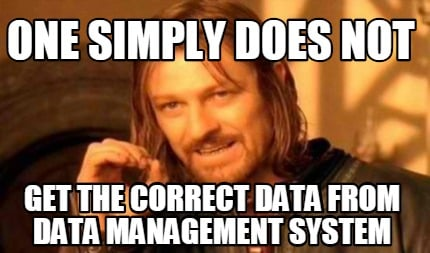 ONE SIMPLY DOES NOT
GET THE CORRECT DATA FROM
DATA MANAGEMENT SYSTEM